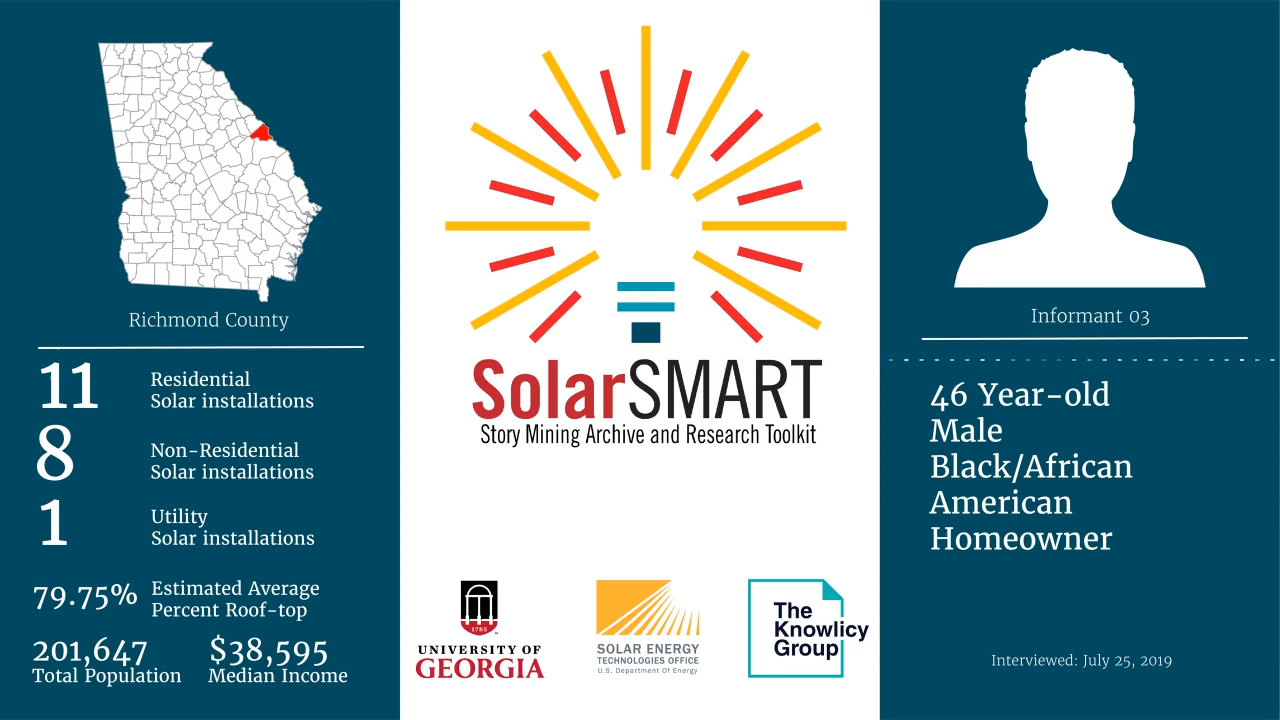 Richmond County
11
Residential
Solar installations
8
Non-Residential
Solar installations
1
Utility
Solar installations
79.75%
Estimated Average
Percent Roof-top
201,647
Total Population
$38,595
Median Income
SolarSMART
Story Mining Archive and Research Toolkit
1785
UNIVERSITY OF
GEORGIA
SOLAR ENERGY
TECHNOLOGIES OFFICE
U.S. Department Of Energy
The
Knowlicy
Group
Informant 03
46 Year-old
Male
Black/African
American
Homeowner
Interviewed: July 25, 2019